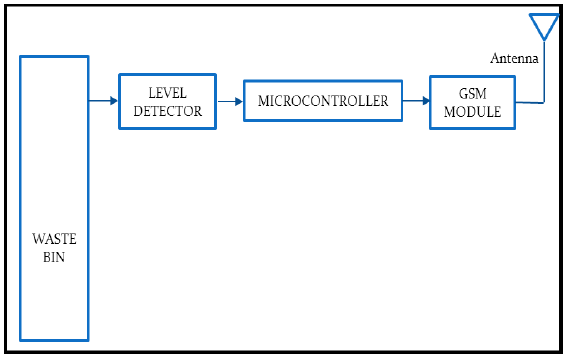 Antenna
LEVEL
DETECTOR
MICROCONTROLLER
GSM
MODULE
WASTE
BIN